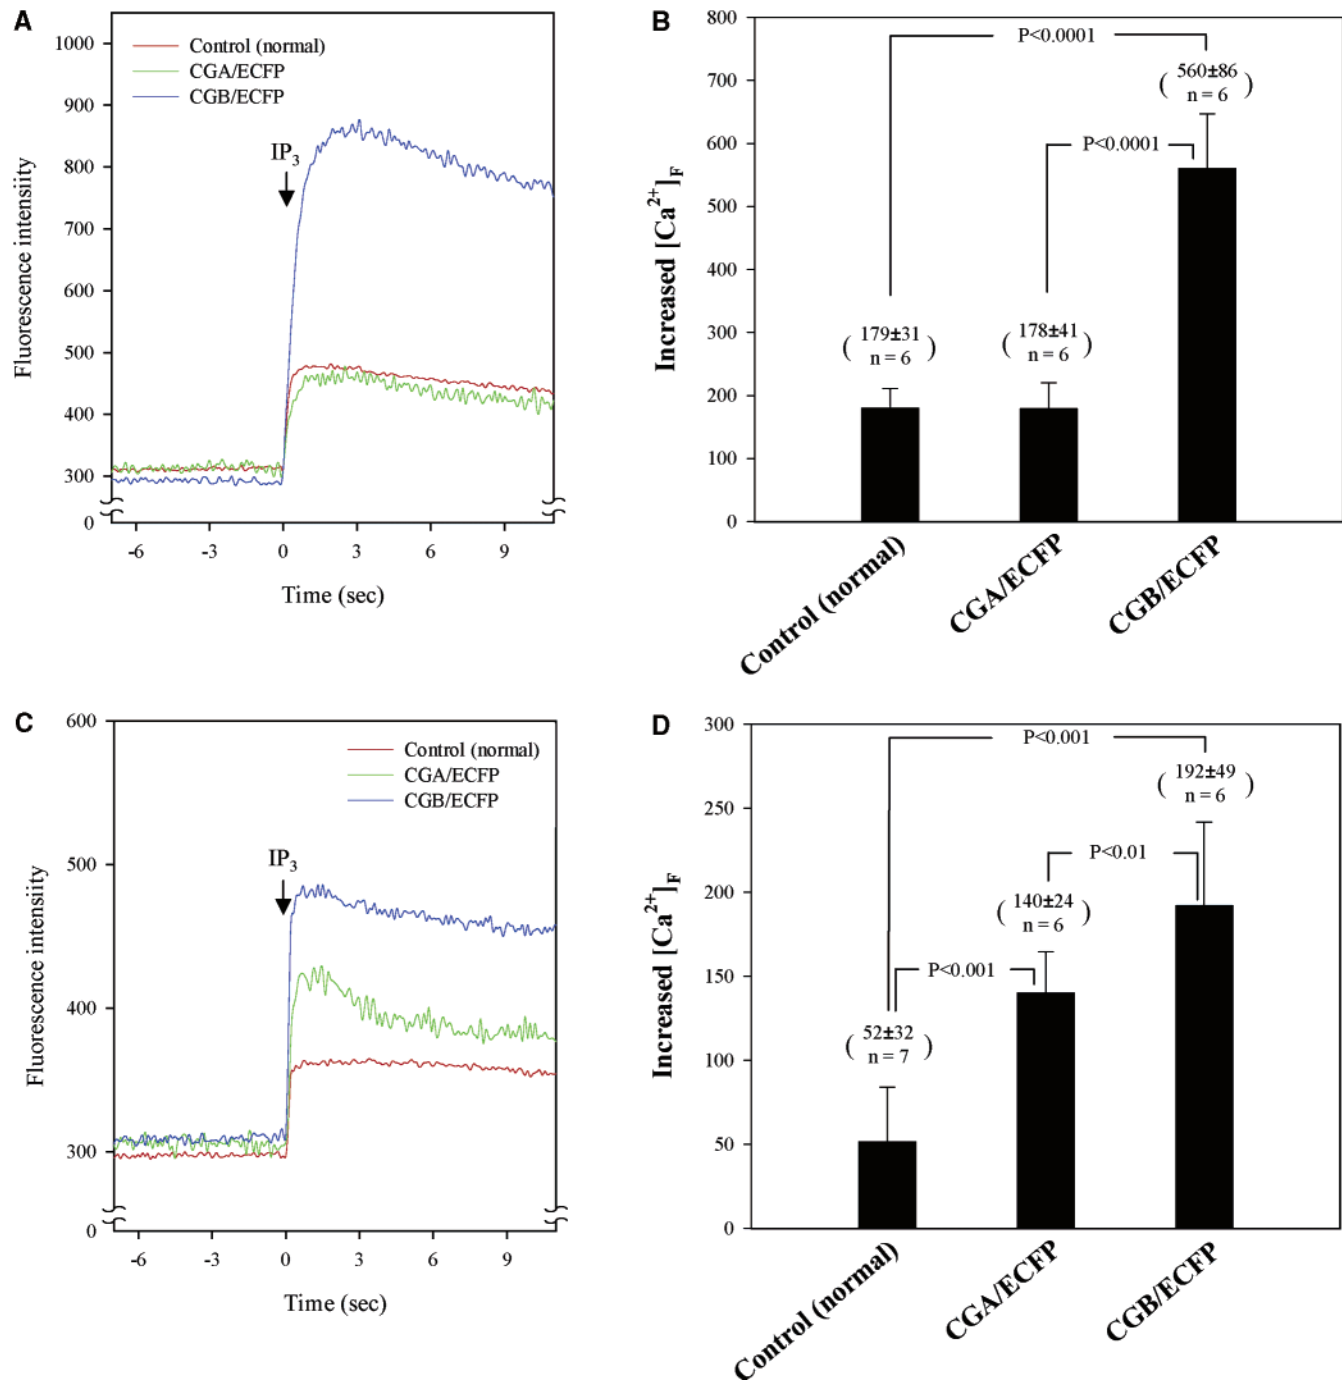 A
Fluorescence intensiity
1000
900
800
700
600
500
400
300
0
Control (normal)
CGA/ECFP
CGB/ECFP
IP3
-6 -3 0 3 6 9
Time (sec)
B
Increased [Ca2+]F
800
700
600
500
400
300
200
100
0
P<0.0001
560±86
n = 6
P<0.0001
179±31
n = 6
178±41
n = 6
Control (normal)
CGA/ECFP
CGB/ECFP
C
Fluorescence intensiity
600
500
400
300
0
Control (normal)
CGA/ECFP
CGB/ECFP
IP3
-6 -3 0 3 6 9
Time (sec)
D
Increased [Ca2+]F
300
250
200
150
100
50
0
P<0.001
192±49
n = 6
P<0.01
140±24
n = 6
P<0.001
52±32
n = 7
Control (normal)
CGA/ECFP
CGB/ECFP